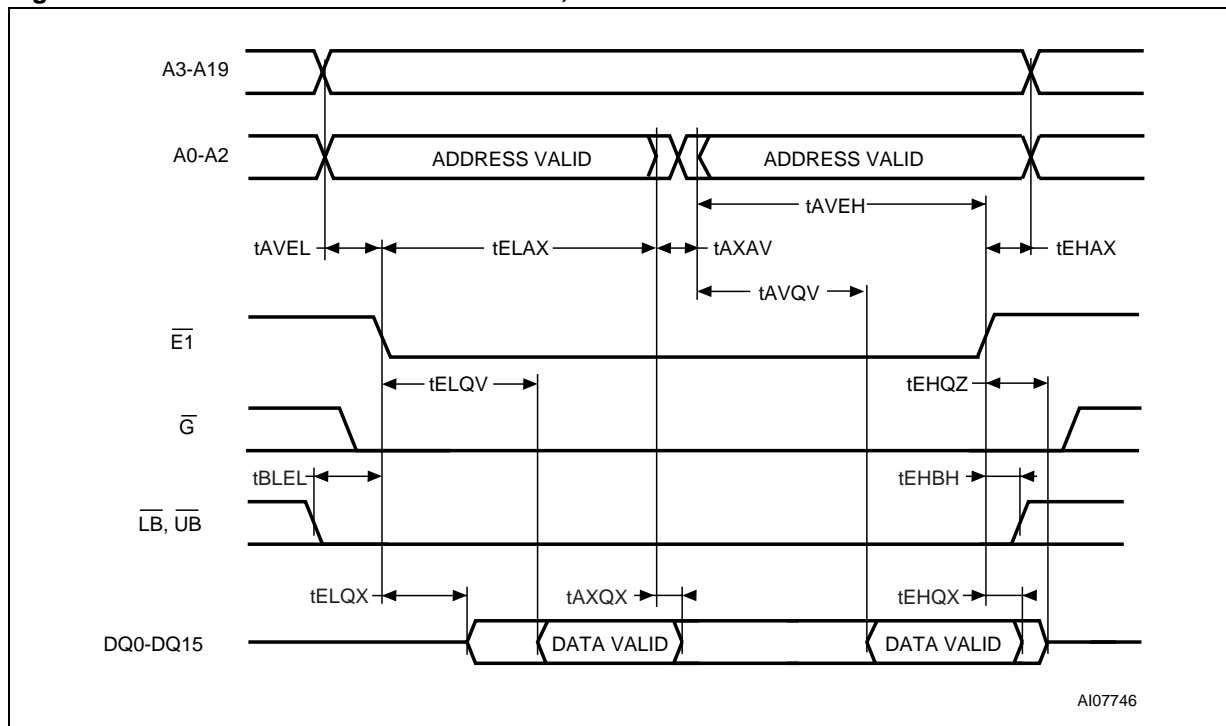 A3-A19
A0-A2
ADDRESS VALID
ADDRESS VALID
tAVEH
tAVEL
tELAX
tAXAV
tEHAX
tAVQV
E1
tELQV
tEHQZ
G
tBLEL
tEHBH
LB, UB
tELQX
tAXQX
tEHQX
DQ0-DQ15
DATA VALID
DATA VALID
AI07746